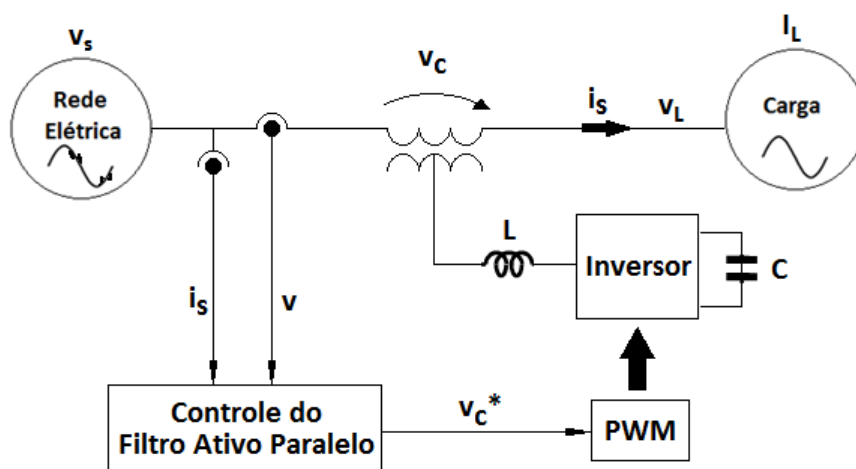 vs
Rede
Elétrica
vC
iS
vL
IL
Carga
L
Inversor
C
iS
v
Controle do
Filtro Ativo Paralelo
vC*
PWM